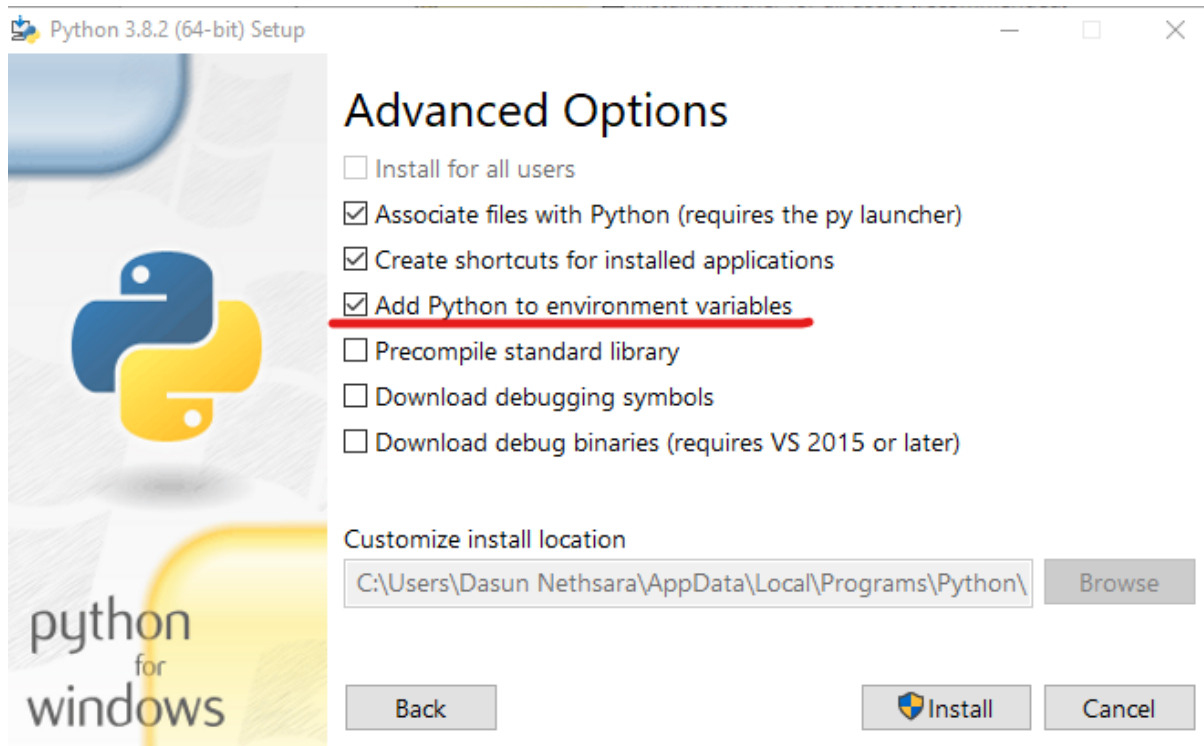 Python 3.8.2 (64-bit) Setup
Advanced Options
Install for all users
Associate files with Python (requires the py launcher)
Create shortcuts for installed applications
Add Python to environment variables
Precompile standard library
Download debugging symbols
Download debug binaries (requires VS 2015 or later)
Customize install location
C:\Users\Dasun Nethsara\AppData\Local\Programs\Python\
Browse
python
for
windows
Back
Install
Cancel